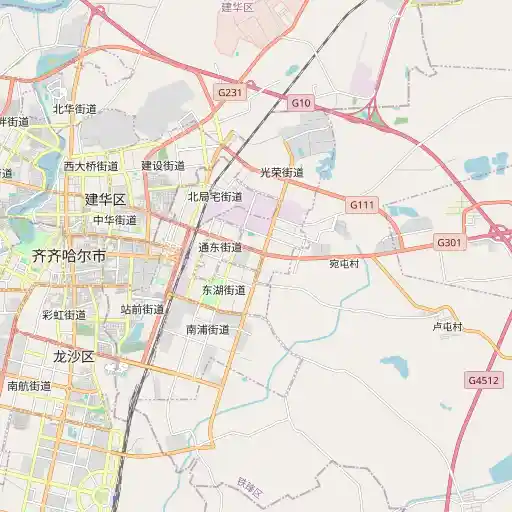 建华区
G231
G10
北华街道
畔街道
西大桥街道
建设街道
光荣街道
街道
建华区
北局宅街道
G111
中华街道
通东街道
G301
齐齐哈尔市
宛屯村
东湖街道
彩虹街道
站前街道
南浦街道
卢屯村
龙沙区
南航街道
G4512
铁锋区